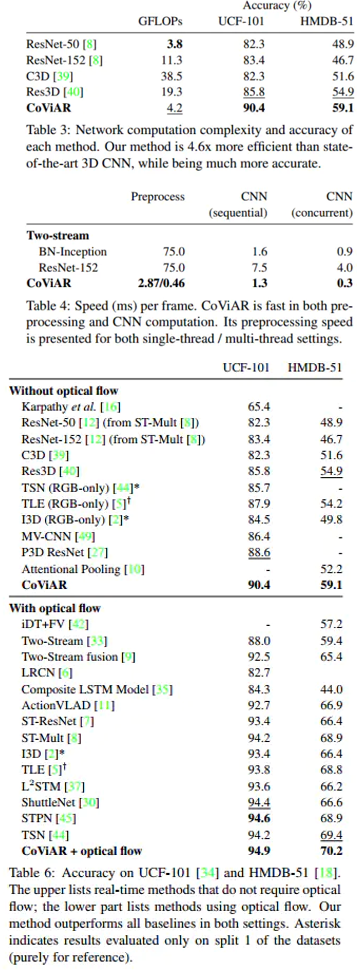 Accuracy (%)
GFLOPs UCF-101 HMDB-51
ResNet-50 [8] 3.8 82.3 48.9
ResNet-152 [8] 11.3 83.4 46.7
C3D [39] 38.5 82.3 51.6
Res3D [40] 19.3 85.8 54.9
CoViAR 4.2 90.4 59.1
Table 3: Network computation complexity and accuracy of
each method. Our method is 4.6x more efficient than state-
of-the-art 3D CNN, while being much more accurate.
Preprocess CNN CNN
(sequential) (concurrent)
Two-stream
BN-Inception 75.0 1.6 0.9
ResNet-152 75.0 7.5 4.0
CoViAR 2.87/0.46 1.3 0.3
Table 4: Speed (ms) per frame. CoViAR is fast in both pre-
processing and CNN computation. Its preprocessing speed
is presented for both single-thread / multi-thread settings.
UCF-101 HMDB-51
Without optical flow
Karpathy et al. [16] 65.4 -
ResNet-50 [12] (from ST-Mult [8]) 82.3 48.9
ResNet-152 [12] (from ST-Mult [8]) 83.4 46.7
C3D [39] 82.3 51.6
Res3D [40] 85.8 54.9
TSN (RGB-only) [44]* 85.7 -
TLE (RGB-only) [5]† 87.9 54.2
I3D (RGB-only) [2]* 84.5 49.8
MV-CNN [49] 86.4 -
P3D ResNet [27] 88.6 -
Attentional Pooling [10] - 52.2
CoViAR 90.4 59.1
With optical flow
iDT+FV [42] - 57.2
Two-Stream [33] 88.0 59.4
Two-Stream fusion [9] 92.5 65.4
LRCN [6] 82.7
Composite LSTM Model [35] 84.3 44.0
ActionVLAD [11] 92.7 66.9
ST-ResNet [7] 93.4 66.4
ST-Mult [8] 94.2 68.9
I3D [2]* 93.4 66.4
TLE [5]† 93.8 68.8
L²STM [37] 93.6 66.2
ShuttleNet [30] 94.4 66.6
STPN [45] 94.6 68.9
TSN [44] 94.2 69.4
CoViAR + optical flow 94.9 70.2
Table 6: Accuracy on UCF-101 [34] and HMDB-51 [18].
The upper lists real-time methods that do not require optical
flow; the lower part lists methods using optical flow. Our
method outperforms all baselines in both settings. Asterisk
indicates results evaluated only on split 1 of the datasets
(purely for reference).